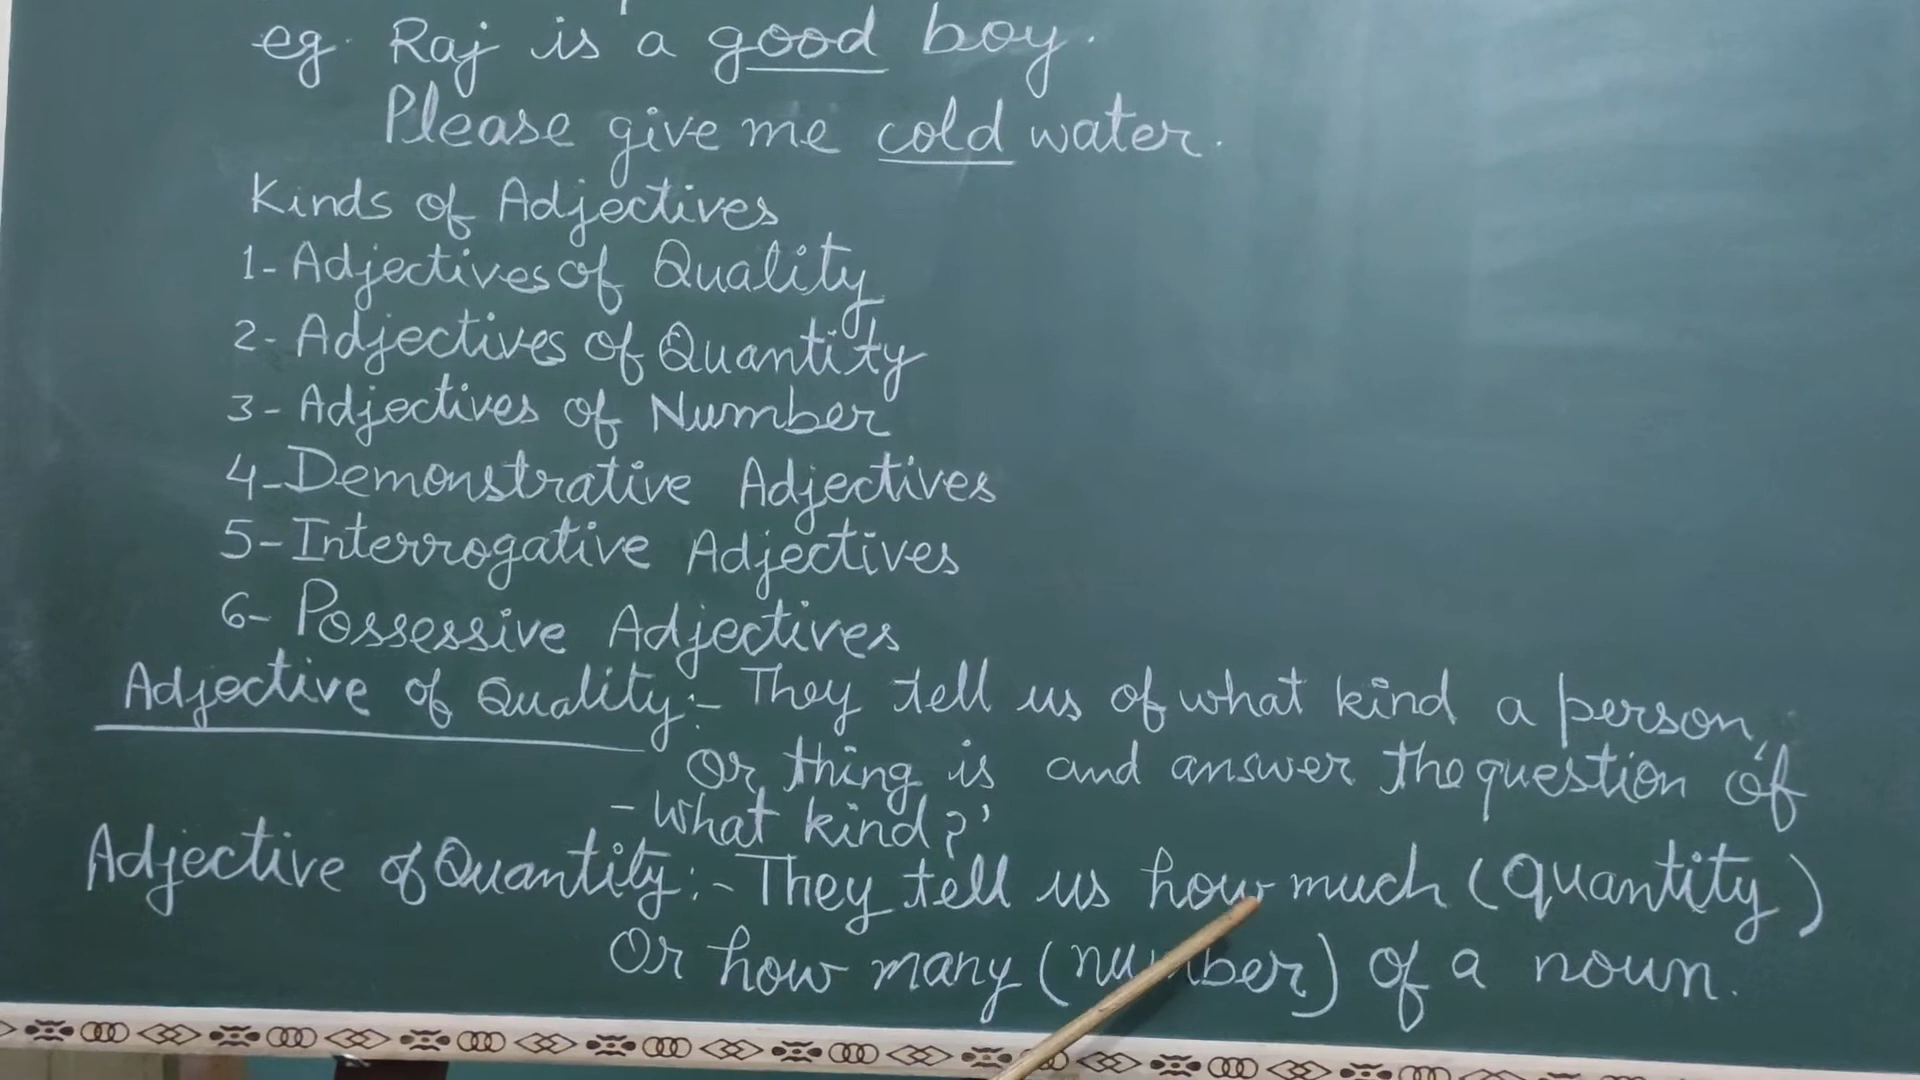 eg. Raj is a good boy.
Please give me cold water.
Kinds of Adjectives
1- Adjectives of Quality
2- Adjectives of Quantity
3- Adjectives of Number
4- Demonstrative Adjectives
5- Interrogative Adjectives
6- Possessive Adjectives
Adjective of Quality:- They tell us of what kind a person,
Or thing is and answer the question of
- What kind?'
Adjective of Quantity:- They tell us how much (quantity)
Or how many (number) of a noun.